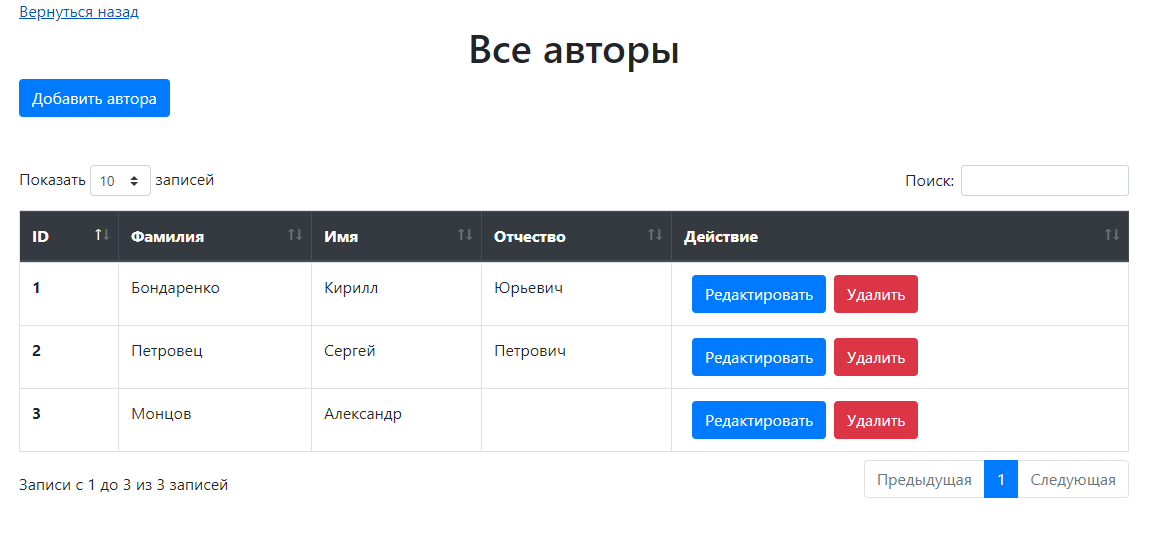 Вернуться назад
Все авторы
Добавить автора
Показать 10 записей Поиск:
ID Фамилия Имя Отчество Действие
1 Бондаренко Кирилл Юрьевич Редактировать Удалить
2 Петровец Сергей Петрович Редактировать Удалить
3 Монцов Александр Редактировать Удалить
Записи с 1 до 3 из 3 записей Предыдущая 1 Следующая